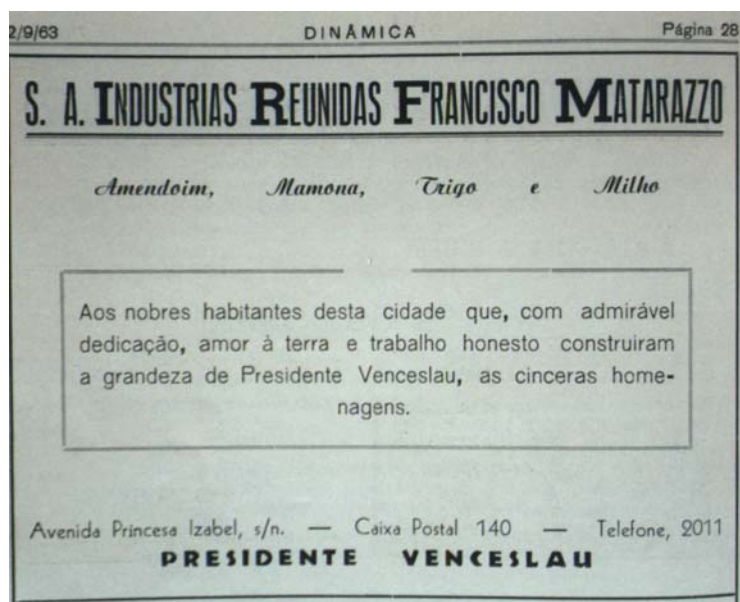 2/9/63 DINÂMICA Página 28
S. A. INDUSTRIAS REUNIDAS FRANCISCO MATARAZZO
Amendoim, Mamona, Trigo e Milho
Aos nobres habitantes desta cidade que, com admirável
dedicação, amor à terra e trabalho honesto construiram
a grandeza de Presidente Venceslau, as cinceras home-
nagens.
Avenida Princesa Izabel, s/n. — Caixa Postal 140 — Telefone, 2011
PRESIDENTE VENCESLAU